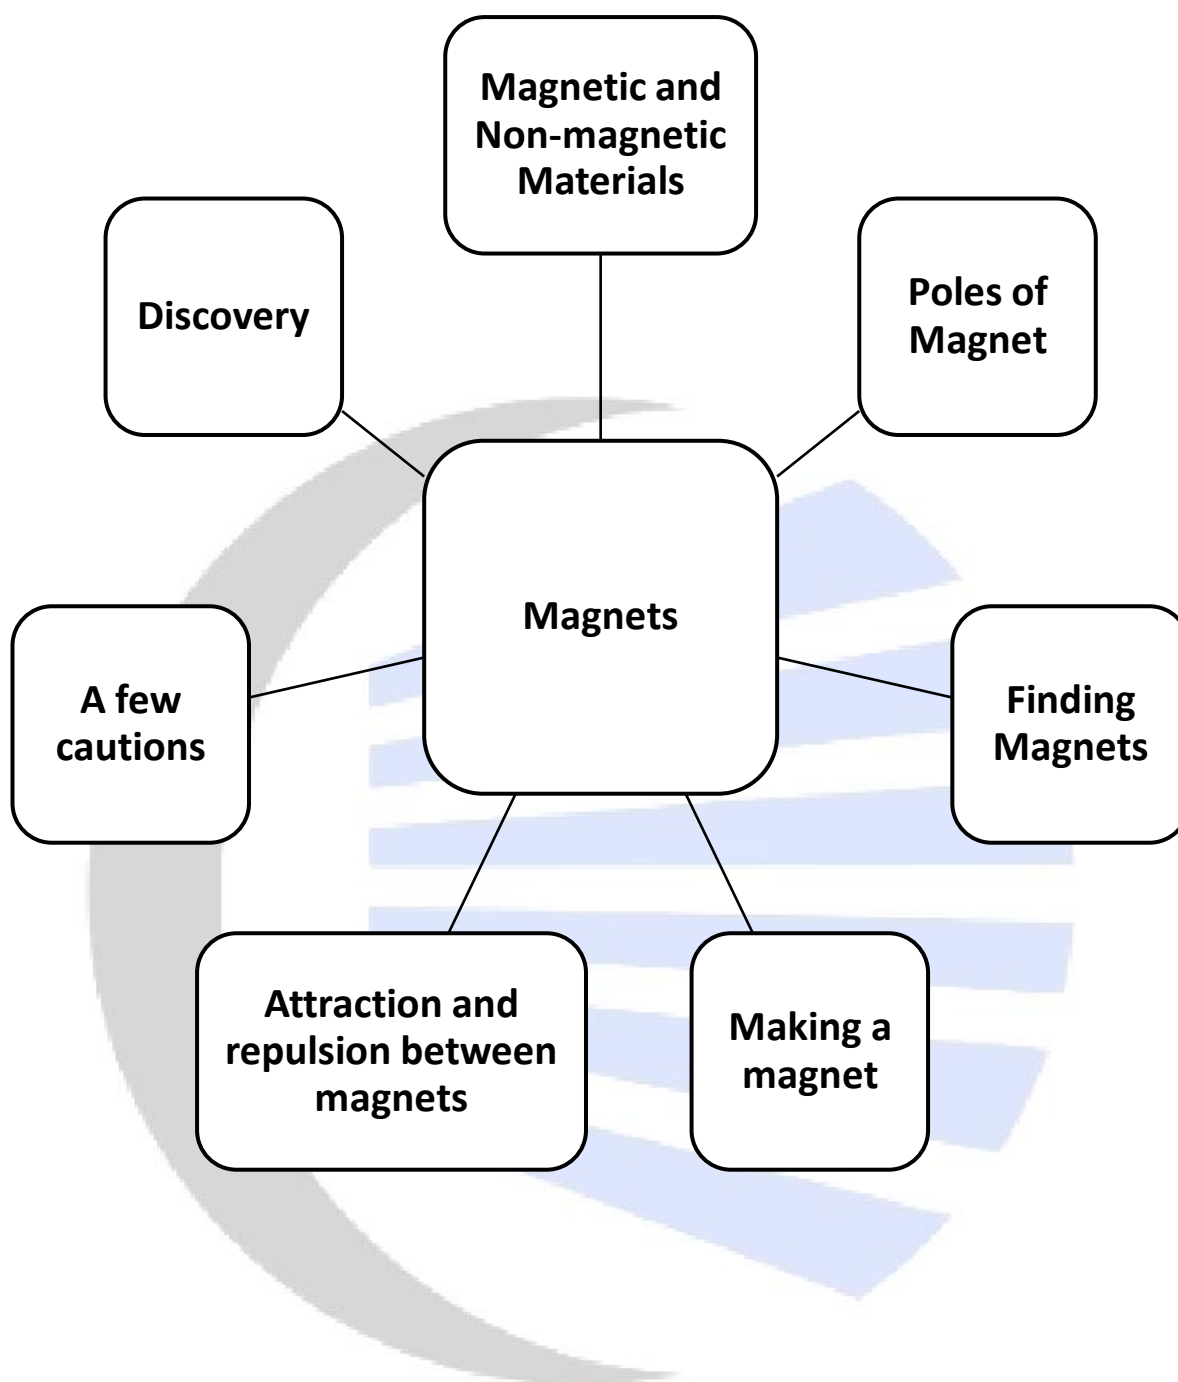 Magnetic and
Non-magnetic
Materials
Discovery
Poles of
Magnet
Magnets
A few
cautions
Finding
Magnets
Attraction and
repulsion between
magnets
Making a
magnet